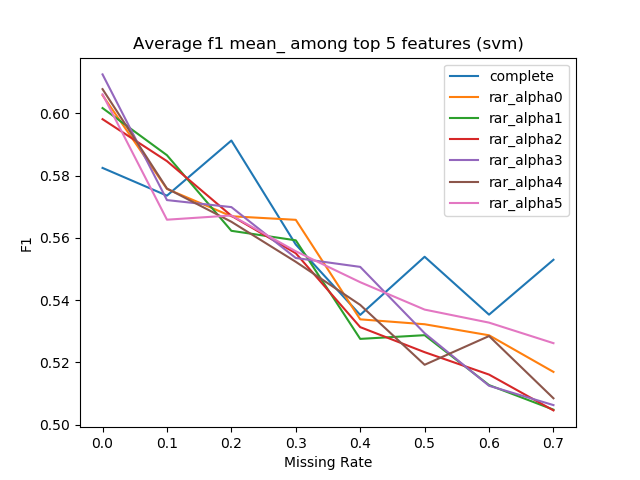 Average f1 mean_ among top 5 features (svm)
complete
rar_alpha0
rar_alpha1
rar_alpha2
rar_alpha3
rar_alpha4
rar_alpha5
0.60
0.58
0.56
0.54
0.52
0.50
F1
0.0 0.1 0.2 0.3 0.4 0.5 0.6 0.7
Missing Rate